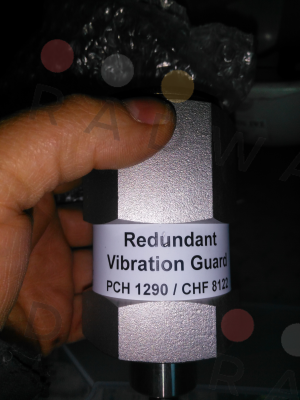 Redundant
Vibration Guard
PCH 1290 / CHF 8122